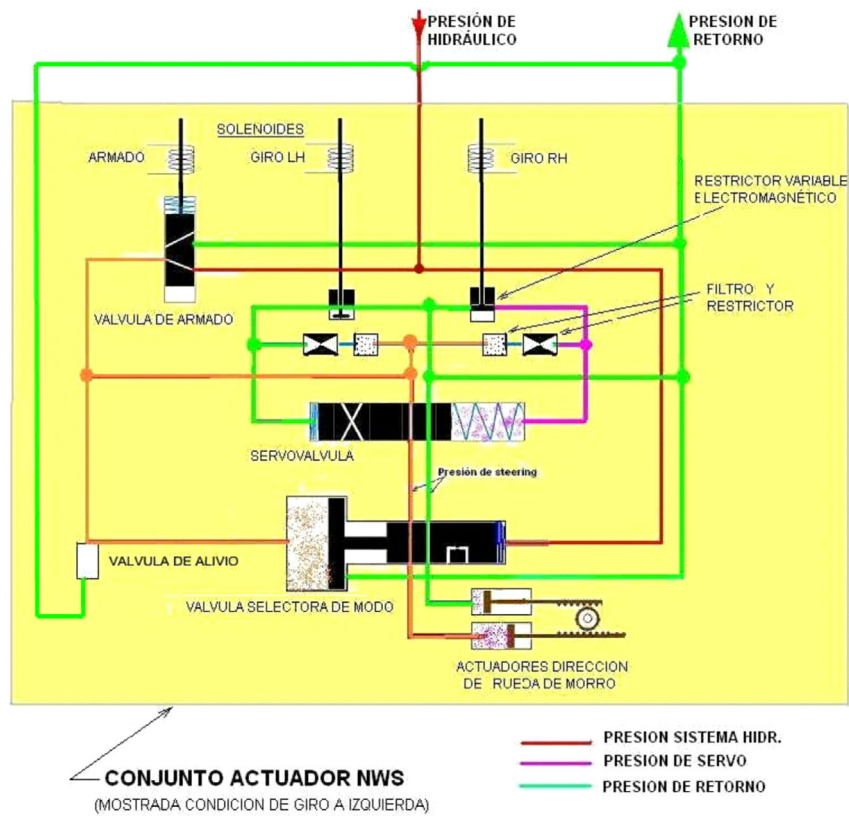 PRESIÓN DE
HIDRÁULICO
PRESION DE
RETORNO
SOLENOIDES
ARMADO
GIRO LH
GIRO RH
RESTRICTOR VARIABLE
ELECTROMAGNÉTICO
FILTRO Y
RESTRICTOR
VALVULA DE ARMADO
SERVOVALVULA
Presión de steering
VALVULA DE ALIVIO
VALVULA SELECTORA DE MODO
ACTUADORES DIRECCION
DE RUEDA DE MORRO
PRESION SISTEMA HIDR.
PRESION DE SERVO
PRESION DE RETORNO
CONJUNTO ACTUADOR NWS
(MOSTRADA CONDICION DE GIRO A IZQUIERDA)